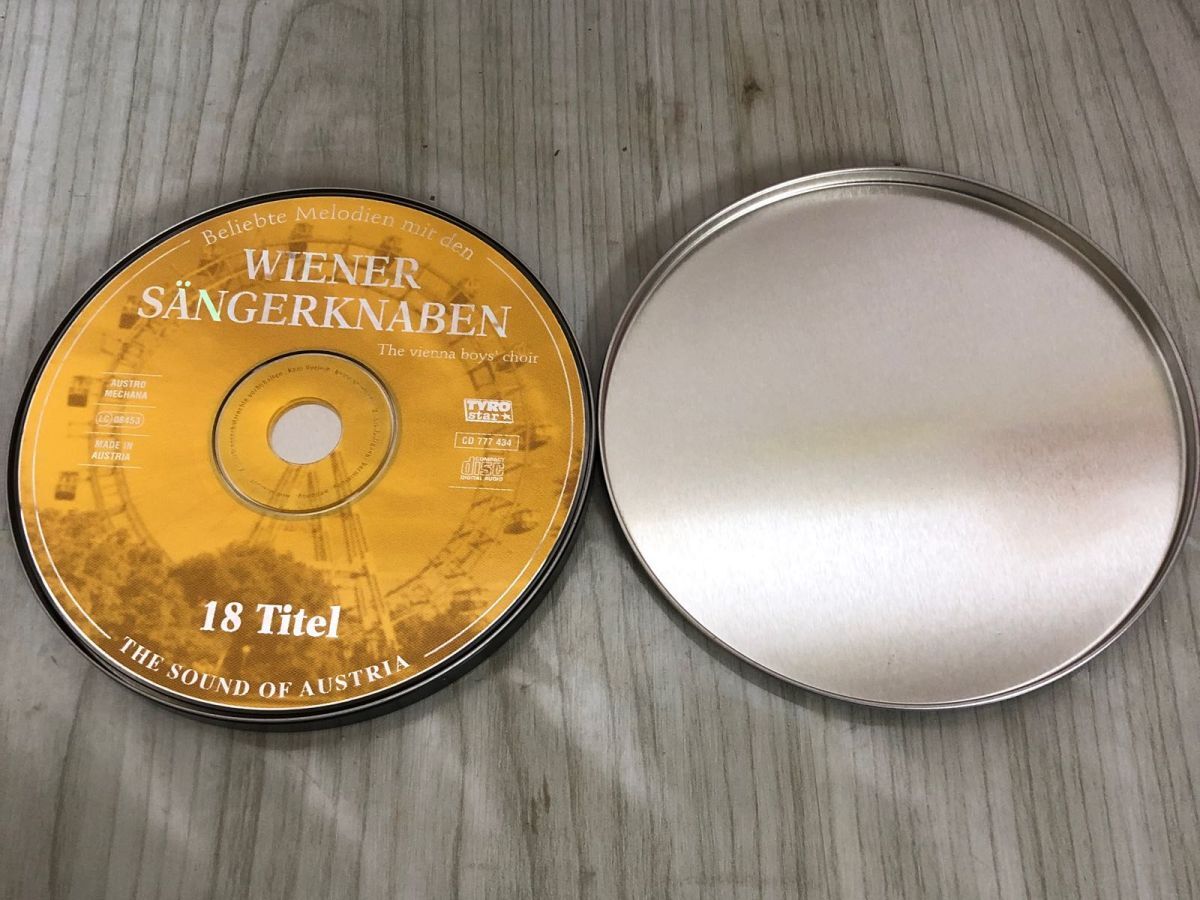 Beliebte Melodien mit den
WIENER
SÄNGERKNABEN
The vienna boys' choir
AUSTRO
MECHANA
LC 08453
MADE IN
AUSTRIA
TYRO
star
CD 777 434
COMPACT
disc
DIGITAL AUDIO
18 Titel
THE SOUND OF AUSTRIA